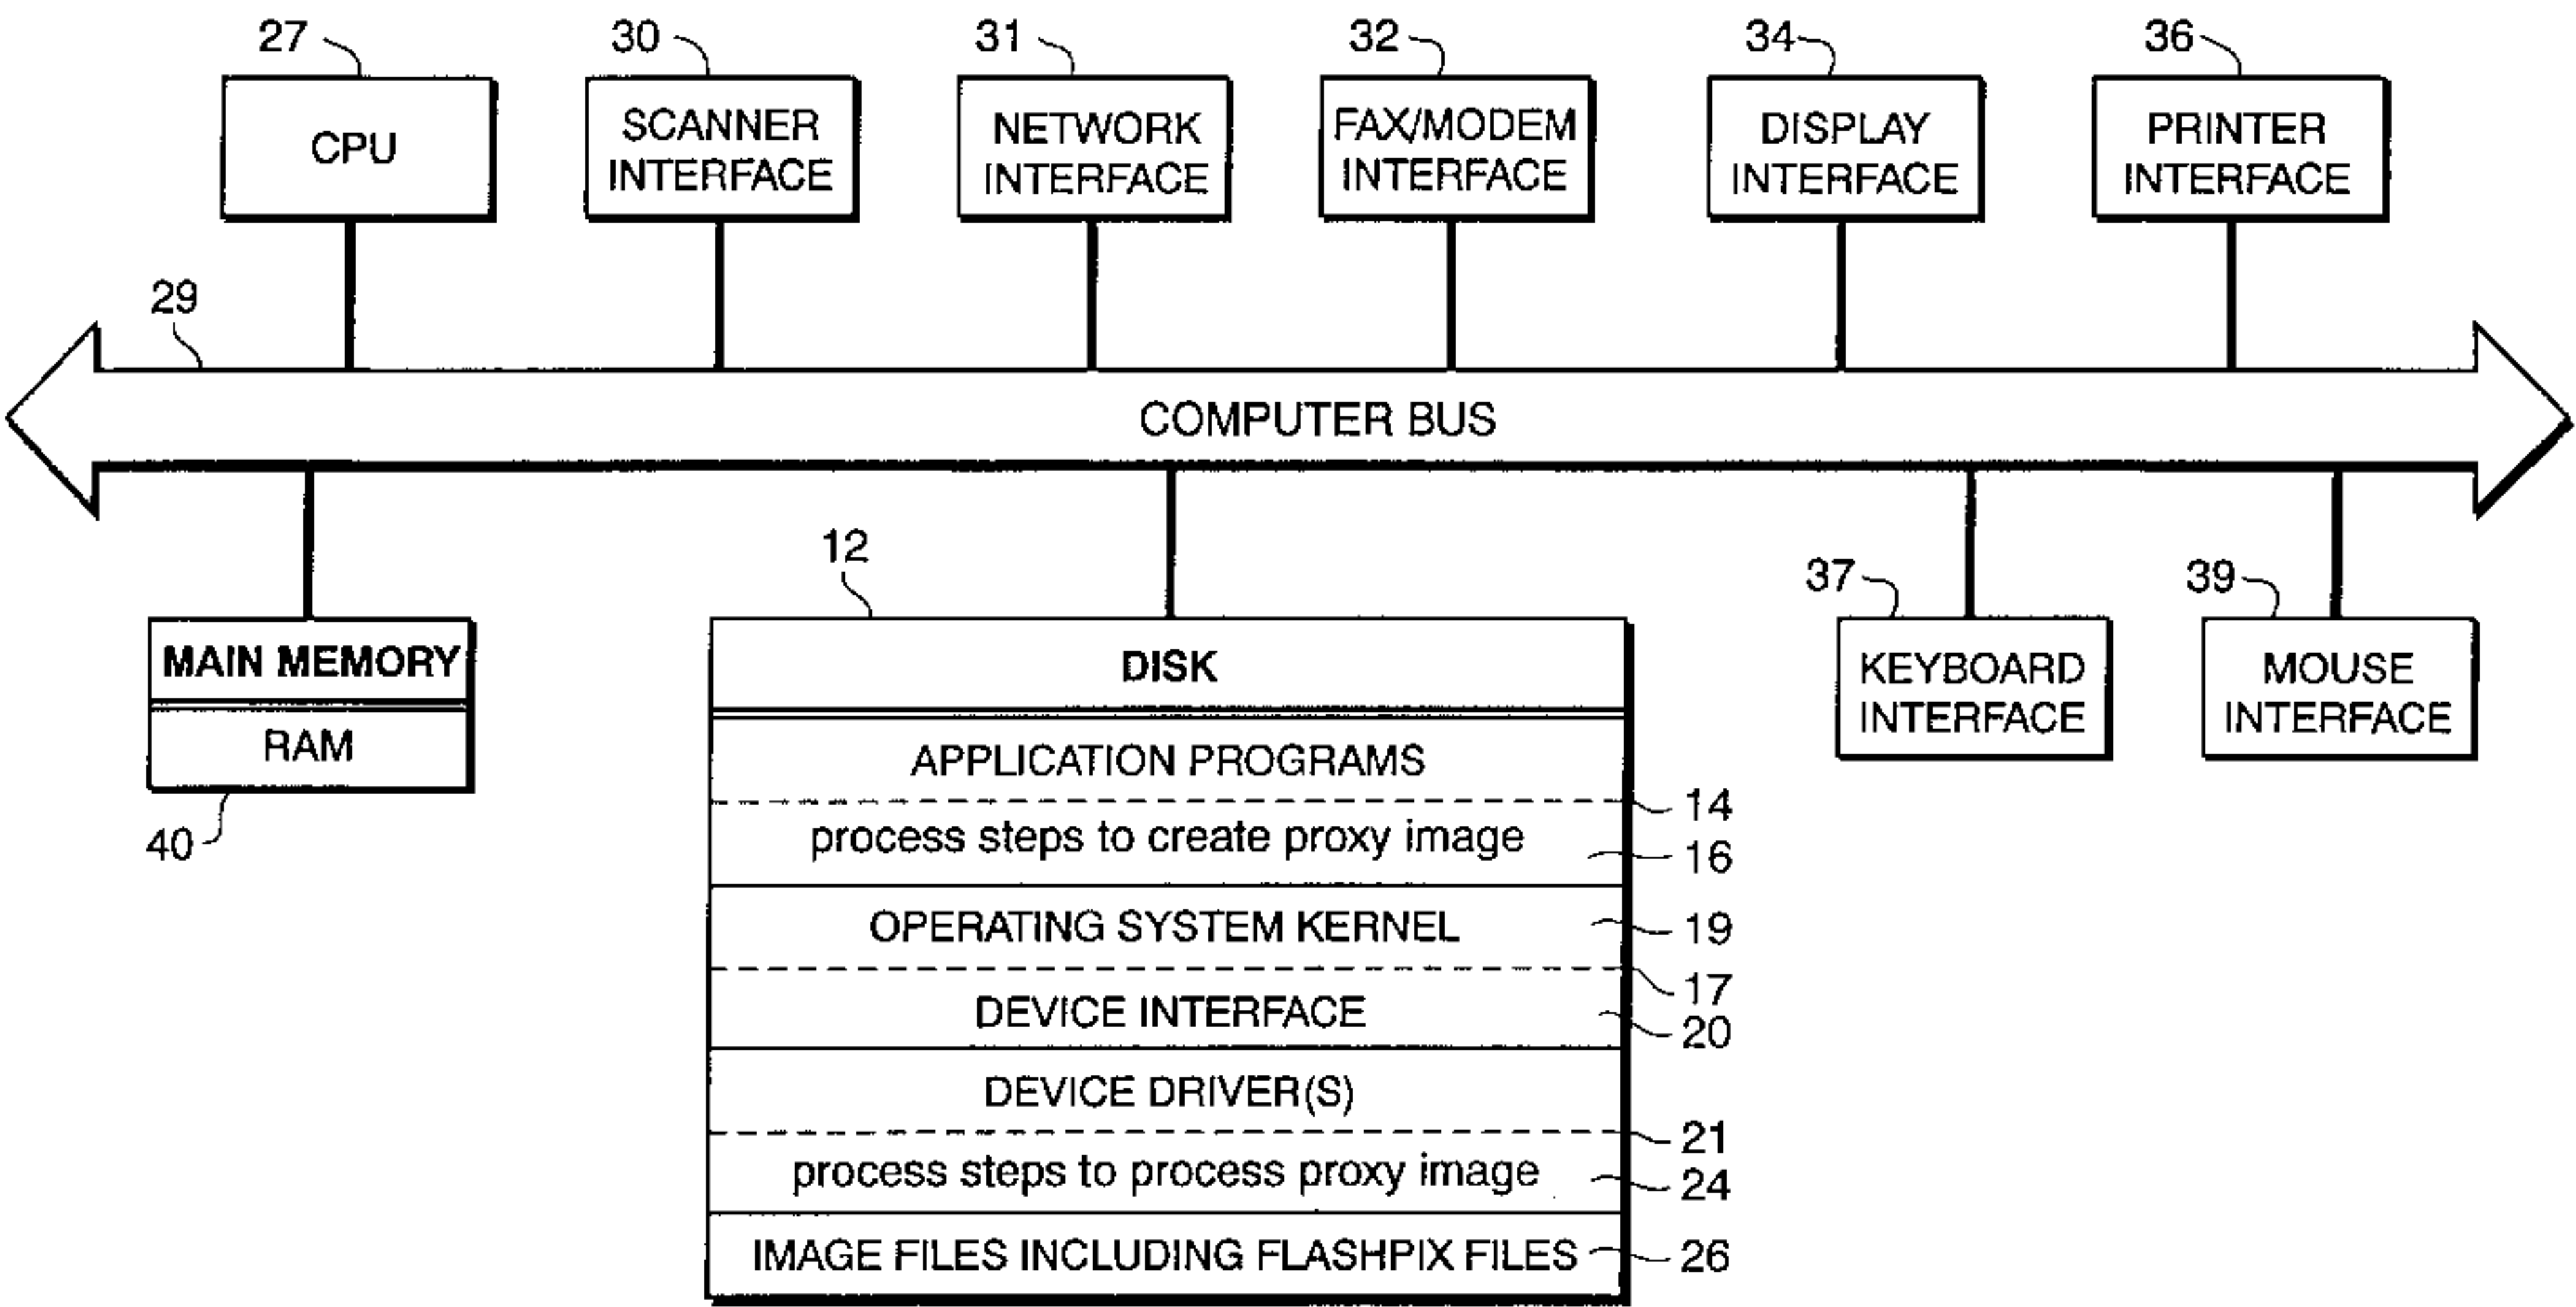 27
30
31
32
34
36
CPU
SCANNER
INTERFACE
NETWORK
INTERFACE
FAX/MODEM
INTERFACE
DISPLAY
INTERFACE
PRINTER
INTERFACE
29
COMPUTER BUS
12
37
39
MAIN MEMORY
RAM
40
DISK
APPLICATION PROGRAMS
14
process steps to create proxy image
16
OPERATING SYSTEM KERNEL
19
17
DEVICE INTERFACE
20
DEVICE DRIVER(S)
21
process steps to process proxy image
24
IMAGE FILES INCLUDING FLASHPIX FILES
26
KEYBOARD
INTERFACE
MOUSE
INTERFACE